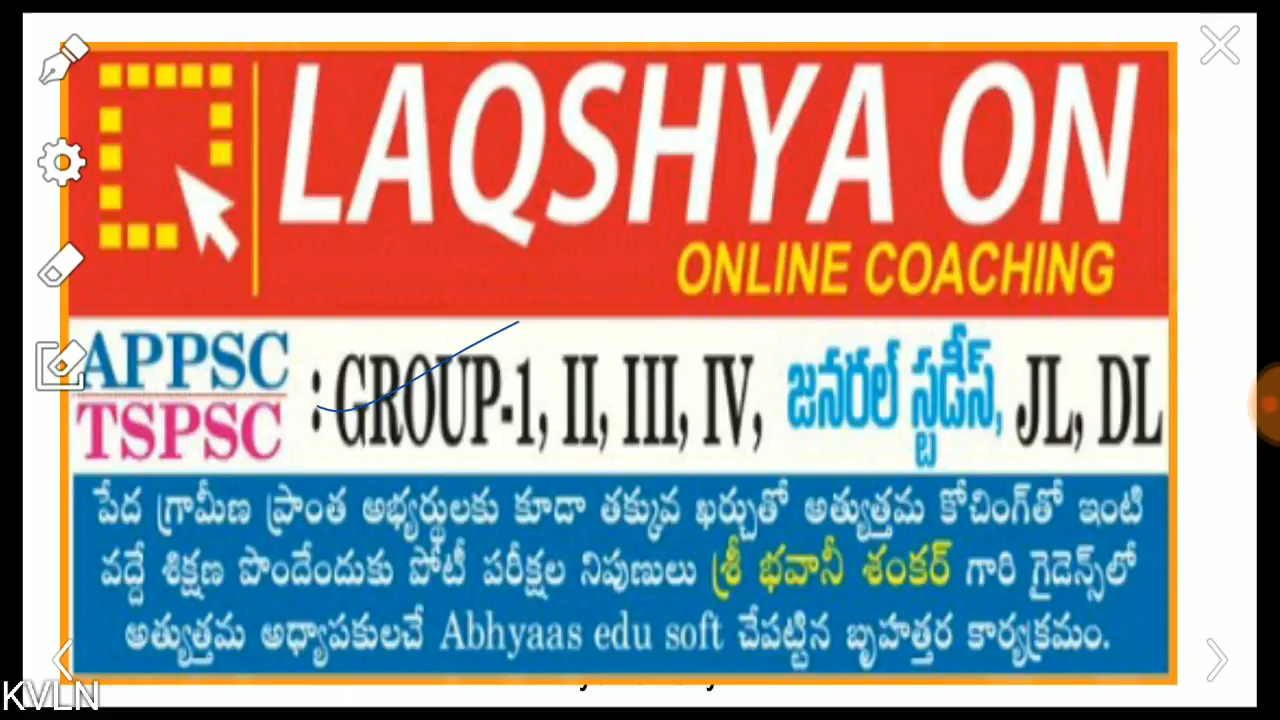 LAQSHYA ON
ONLINE COACHING
APPSC
TSPSC
: GROUP-1, II, III, IV, జనరల్ స్టడీస్, JL, DL
పేద గ్రామీణ ప్రాంత అభ్యర్థులకు కూడా తక్కువ ఖర్చుతో అత్యుత్తమ కోచింగ్‌తో ఇంటి
వద్దే శిక్షణ పొందేందుకు పోటీ పరీక్షల నిపుణులు శ్రీ భవానీ శంకర్ గారి గైడెన్స్‌లో
అత్యుత్తమ అధ్యాపకులచే Abhyaas edu soft చేపట్టిన బృహత్తర కార్యక్రమం.
KVLN